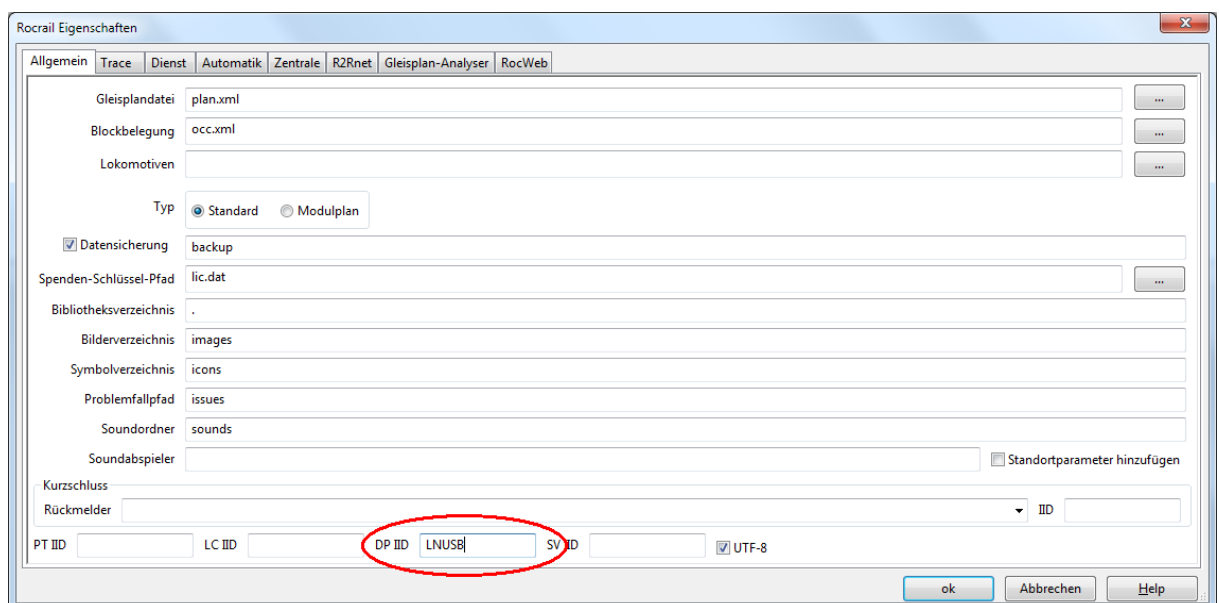 Rocrail Eigenschaften
x
Allgemein Trace Dienst Automatik Zentrale R2Rnet Gleisplan-Analyser RocWeb
Gleisplandatei plan.xml ...
Blockbelegung occ.xml ...
Lokomotiven ...
Typ Standard Modulplan
Datensicherung backup
Spenden-Schlüssel-Pfad lic.dat ...
Bibliotheksverzeichnis .
Bilderverzeichnis images
Symbolverzeichnis icons
Problemfallpfad issues
Soundordner sounds
Soundabspieler Standortparameter hinzufügen
Kurzschluss
Rückmelder IID
PT IID LC IID DP IID LNUSB SV IID UTF-8
ok Abbrechen Help